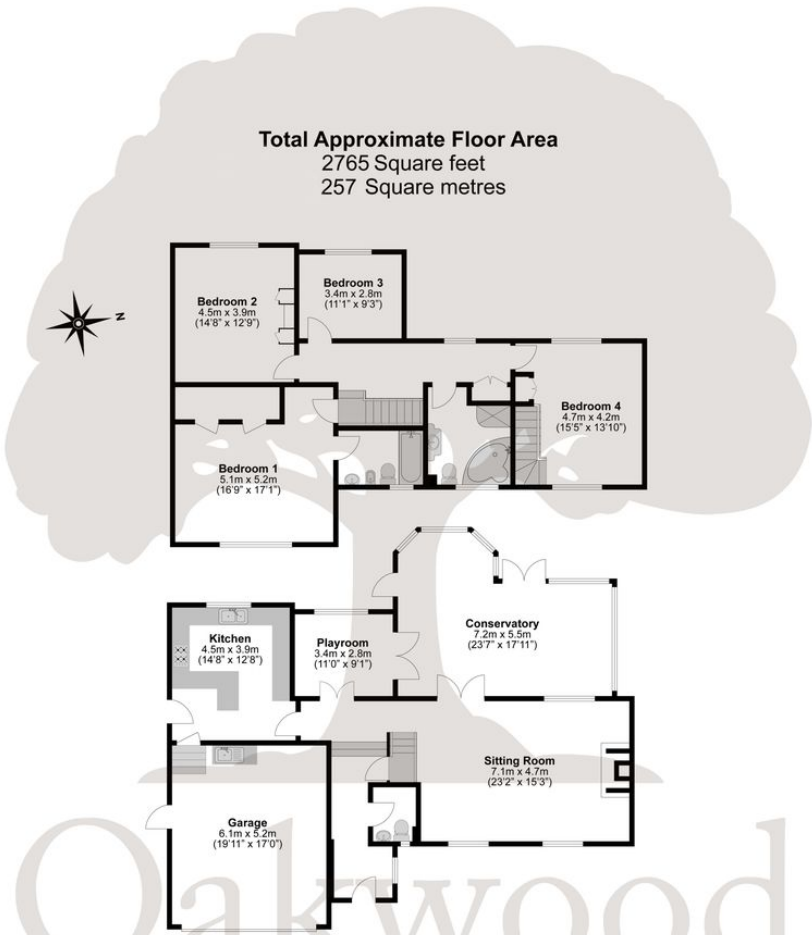 Total Approximate Floor Area
2765 Square feet
257 Square metres
Bedroom 2
4.5m x 3.9m
(14'8" x 12'9")
Bedroom 3
3.4m x 2.8m
(11'1" x 9'3")
N
Bedroom 4
4.7m x 4.2m
(15'5" x 13'10")
Bedroom 1
5.1m x 5.2m
(16'9" x 17'1")
Kitchen
4.5m x 3.9m
(14'8" x 12'8")
Playroom
3.4m x 2.8m
(11'0" x 9'1")
Conservatory
7.2m x 5.5m
(23'7" x 17'11")
Sitting Room
7.1m x 4.7m
(23'2" x 15'3")
Garage
6.1m x 5.2m
(19'11" x 17'0")
Oakwood